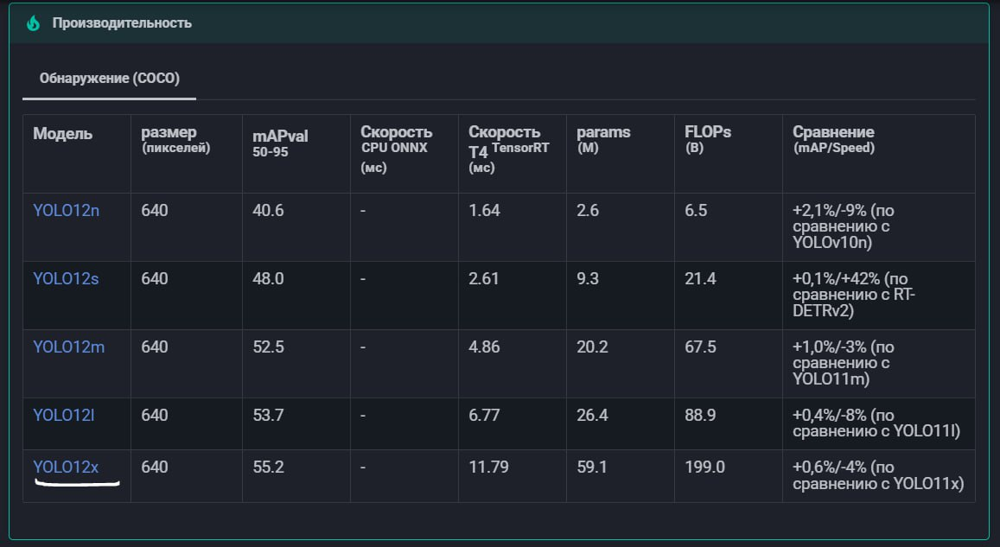 Производительность
Обнаружение (COCO)
Модель
размер
(пикселей)
mAPval
50-95
Скорость
CPU ONNX
(мс)
Скорость
T4 TensorRT
(мс)
params
(M)
FLOPs
(B)
Сравнение
(mAP/Speed)
YOLO12n 640 40.6 - 1.64 2.6 6.5 +2,1%/-9% (по
сравнению с
YOLOv10n)
YOLO12s 640 48.0 - 2.61 9.3 21.4 +0,1%/+42% (по
сравнению с RT-
DETRv2)
YOLO12m 640 52.5 - 4.86 20.2 67.5 +1,0%/-3% (по
сравнению с
YOLO11m)
YOLO12l 640 53.7 - 6.77 26.4 88.9 +0,4%/-8% (по
сравнению с YOLO11l)
YOLO12x 640 55.2 - 11.79 59.1 199.0 +0,6%/-4% (по
сравнению с YOLO11x)